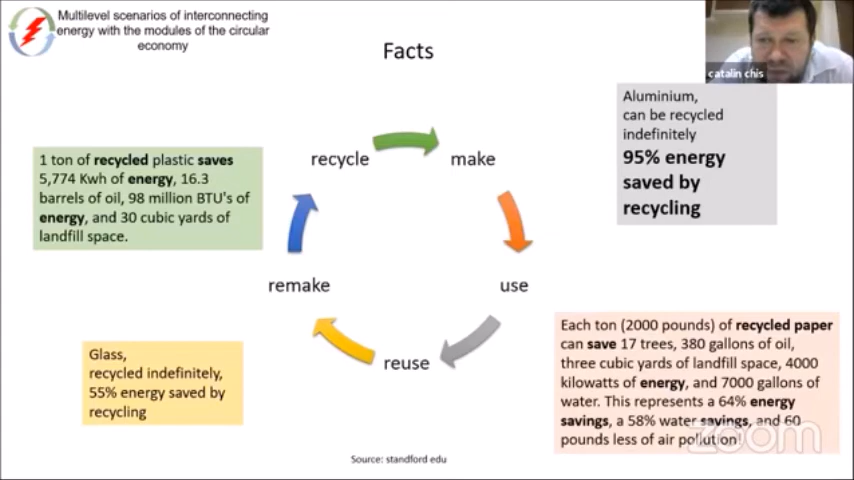 Multilevel scenarios of interconnecting
energy with the modules of the circular
economy
Facts
catalin chis
Aluminium,
can be recycled
indefinitely
95% energy
saved by
recycling
1 ton of recycled plastic saves
5,774 Kwh of energy, 16.3
barrels of oil, 98 million BTU's of
energy, and 30 cubic yards of
landfill space.
recycle
make
remake
use
reuse
Glass,
recycled indefinitely,
55% energy saved by
recycling
Each ton (2000 pounds) of recycled paper
can save 17 trees, 380 gallons of oil,
three cubic yards of landfill space, 4000
kilowatts of energy, and 7000 gallons of
water. This represents a 64% energy
savings, a 58% water savings, and 60
pounds less of air pollution!
zoom
Source: standford edu